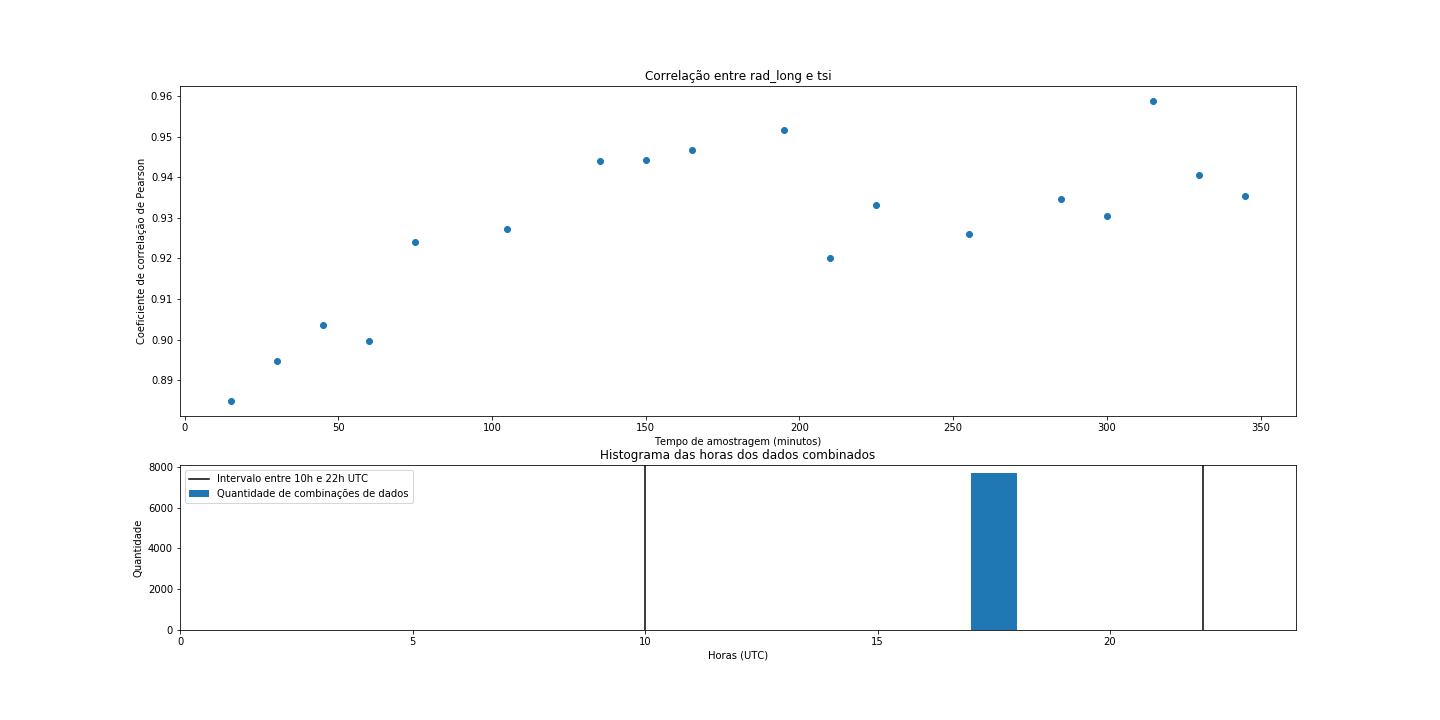 Correlação entre rad_long e tsi
0.96
0.95
0.94
0.93
0.92
0.91
0.90
0.89
Coeficiente de correlação de Pearson
0 50 100 150 200 250 300 350
Tempo de amostragem (minutos)
Histograma das horas dos dados combinados
8000
6000
4000
2000
0
Quantidade
Intervalo entre 10h e 22h UTC
Quantidade de combinações de dados
0 5 10 15 20
Horas (UTC)